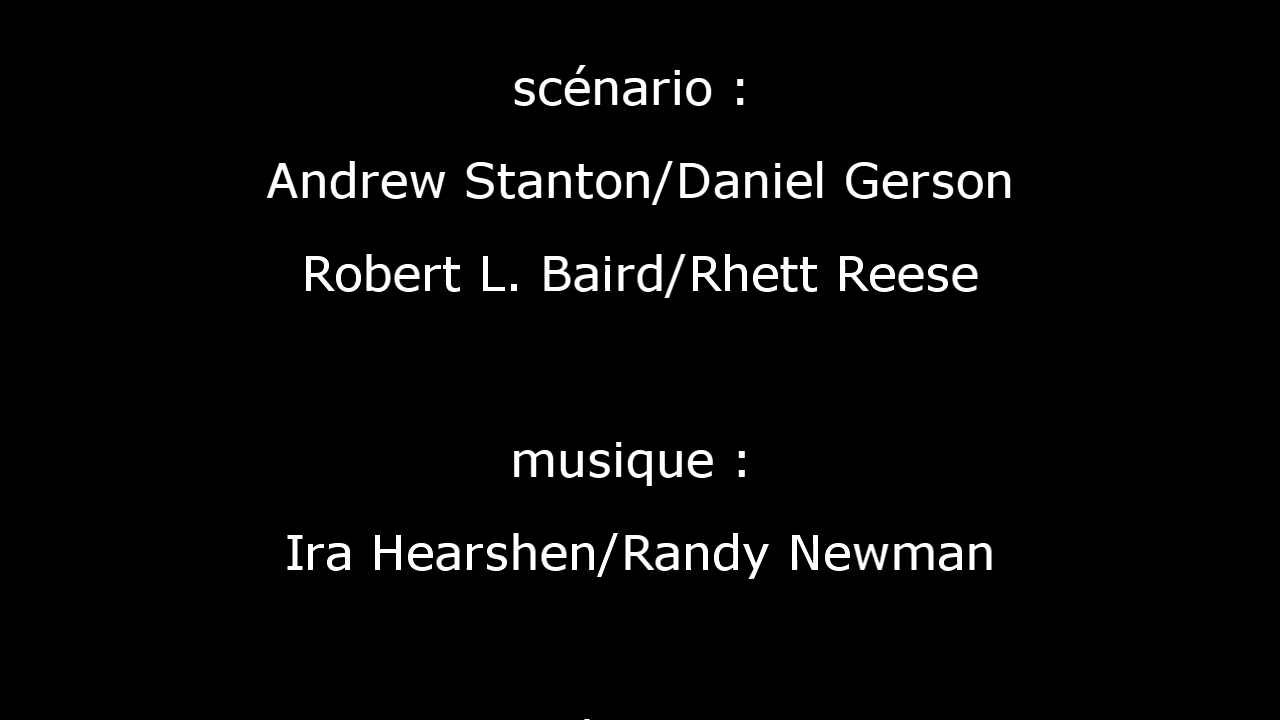 scénario :
Andrew Stanton/Daniel Gerson
Robert L. Baird/Rhett Reese
musique :
Ira Hearshen/Randy Newman